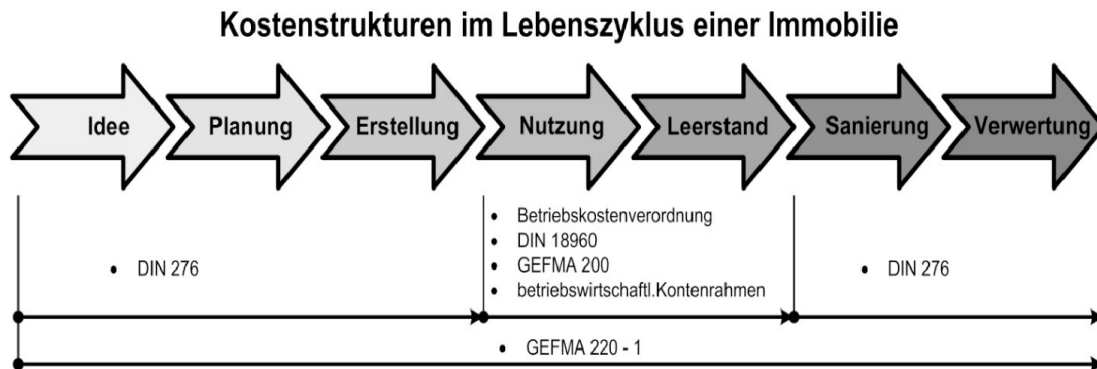 Kostenstrukturen im Lebenszyklus einer Immobilie
Idee Planung Erstellung Nutzung Leerstand Sanierung Verwertung
• DIN 276
• Betriebskostenverordnung
• DIN 18960
• GEFMA 200
• betriebswirtschaftl.Kontenrahmen
• DIN 276
• GEFMA 220 - 1